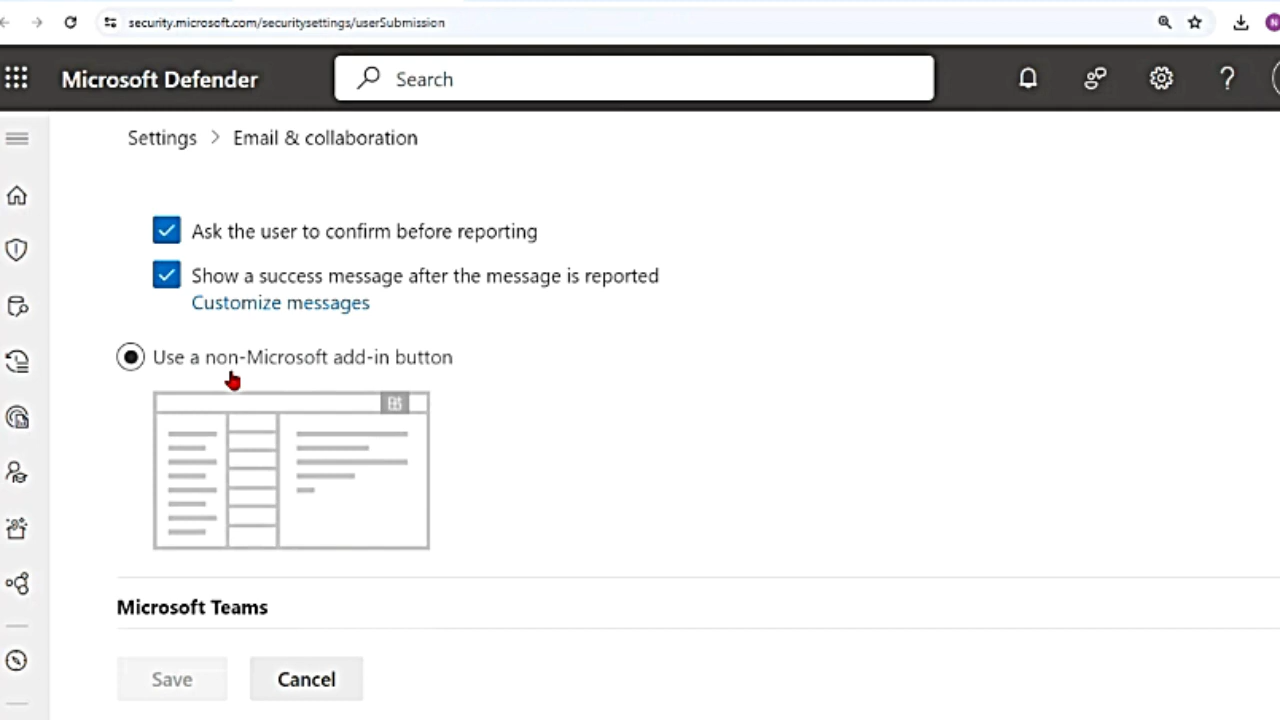 security.microsoft.com/securitysettings/userSubmission
N
Microsoft Defender
Search
Settings > Email & collaboration
Ask the user to confirm before reporting
Show a success message after the message is reported
Customize messages
Use a non-Microsoft add-in button
Microsoft Teams
Save
Cancel